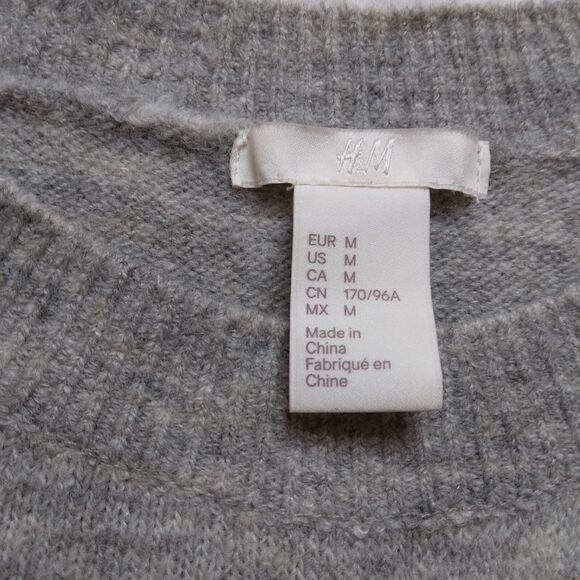 H&M
EUR M
US M
CA M
CN 170/96A
MX M
Made in
China
Fabriqué en
Chine